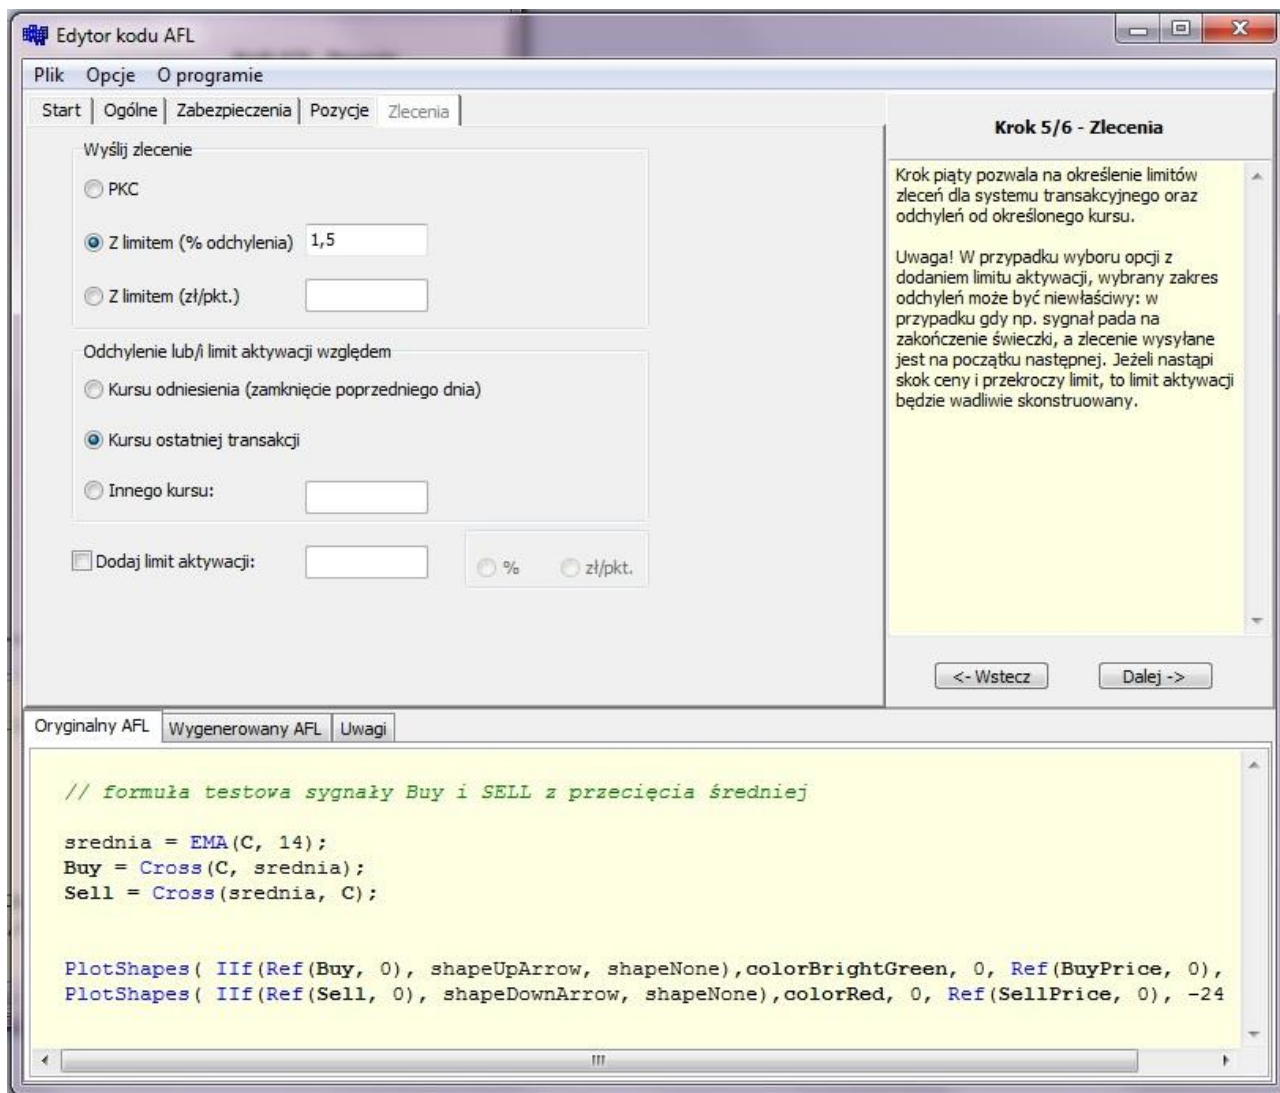 Edytor kodu AFL
Plik Opcje O programie
Start Ogólne Zabezpieczenia Pozycje Zlecenia
Wyślij zlecenie
PKC
Z limitem (% odchylenia) 1,5
Z limitem (zł/pkt.)
Odchylenie lub/i limit aktywacji względem
Kursu odniesienia (zamknięcie poprzedniego dnia)
Kursu ostatniej transakcji
Innego kursu:
Dodaj limit aktywacji:
% zł/pkt.
Krok 5/6 - Zlecenia
Krok piąty pozwala na określenie limitów
zleceń dla systemu transakcyjnego oraz
odchyleń od określonego kursu.
Uwaga! W przypadku wyboru opcji z
dodaniem limitu aktywacji, wybrany zakres
odchyleń może być niewłaściwy: w
przypadku gdy np. sygnał pada na
zakończenie świeczki, a zlecenie wysyłane
jest na początku następnej. Jeżeli nastąpi
skok ceny i przekroczy limit, to limit aktywacji
będzie wadliwie skonstruowany.
<- Wstecz Dalej ->
Oryginalny AFL Wygenerowany AFL Uwagi
// formuła testowa sygnały Buy i SELL z przecięcia średniej
srednia = EMA(C, 14);
Buy = Cross(C, srednia);
Sell = Cross(srednia, C);
PlotShapes( IIf(Ref(Buy, 0), shapeUpArrow, shapeNone),colorBrightGreen, 0, Ref(BuyPrice, 0),
PlotShapes( IIf(Ref(Sell, 0), shapeDownArrow, shapeNone),colorRed, 0, Ref(SellPrice, 0), -24